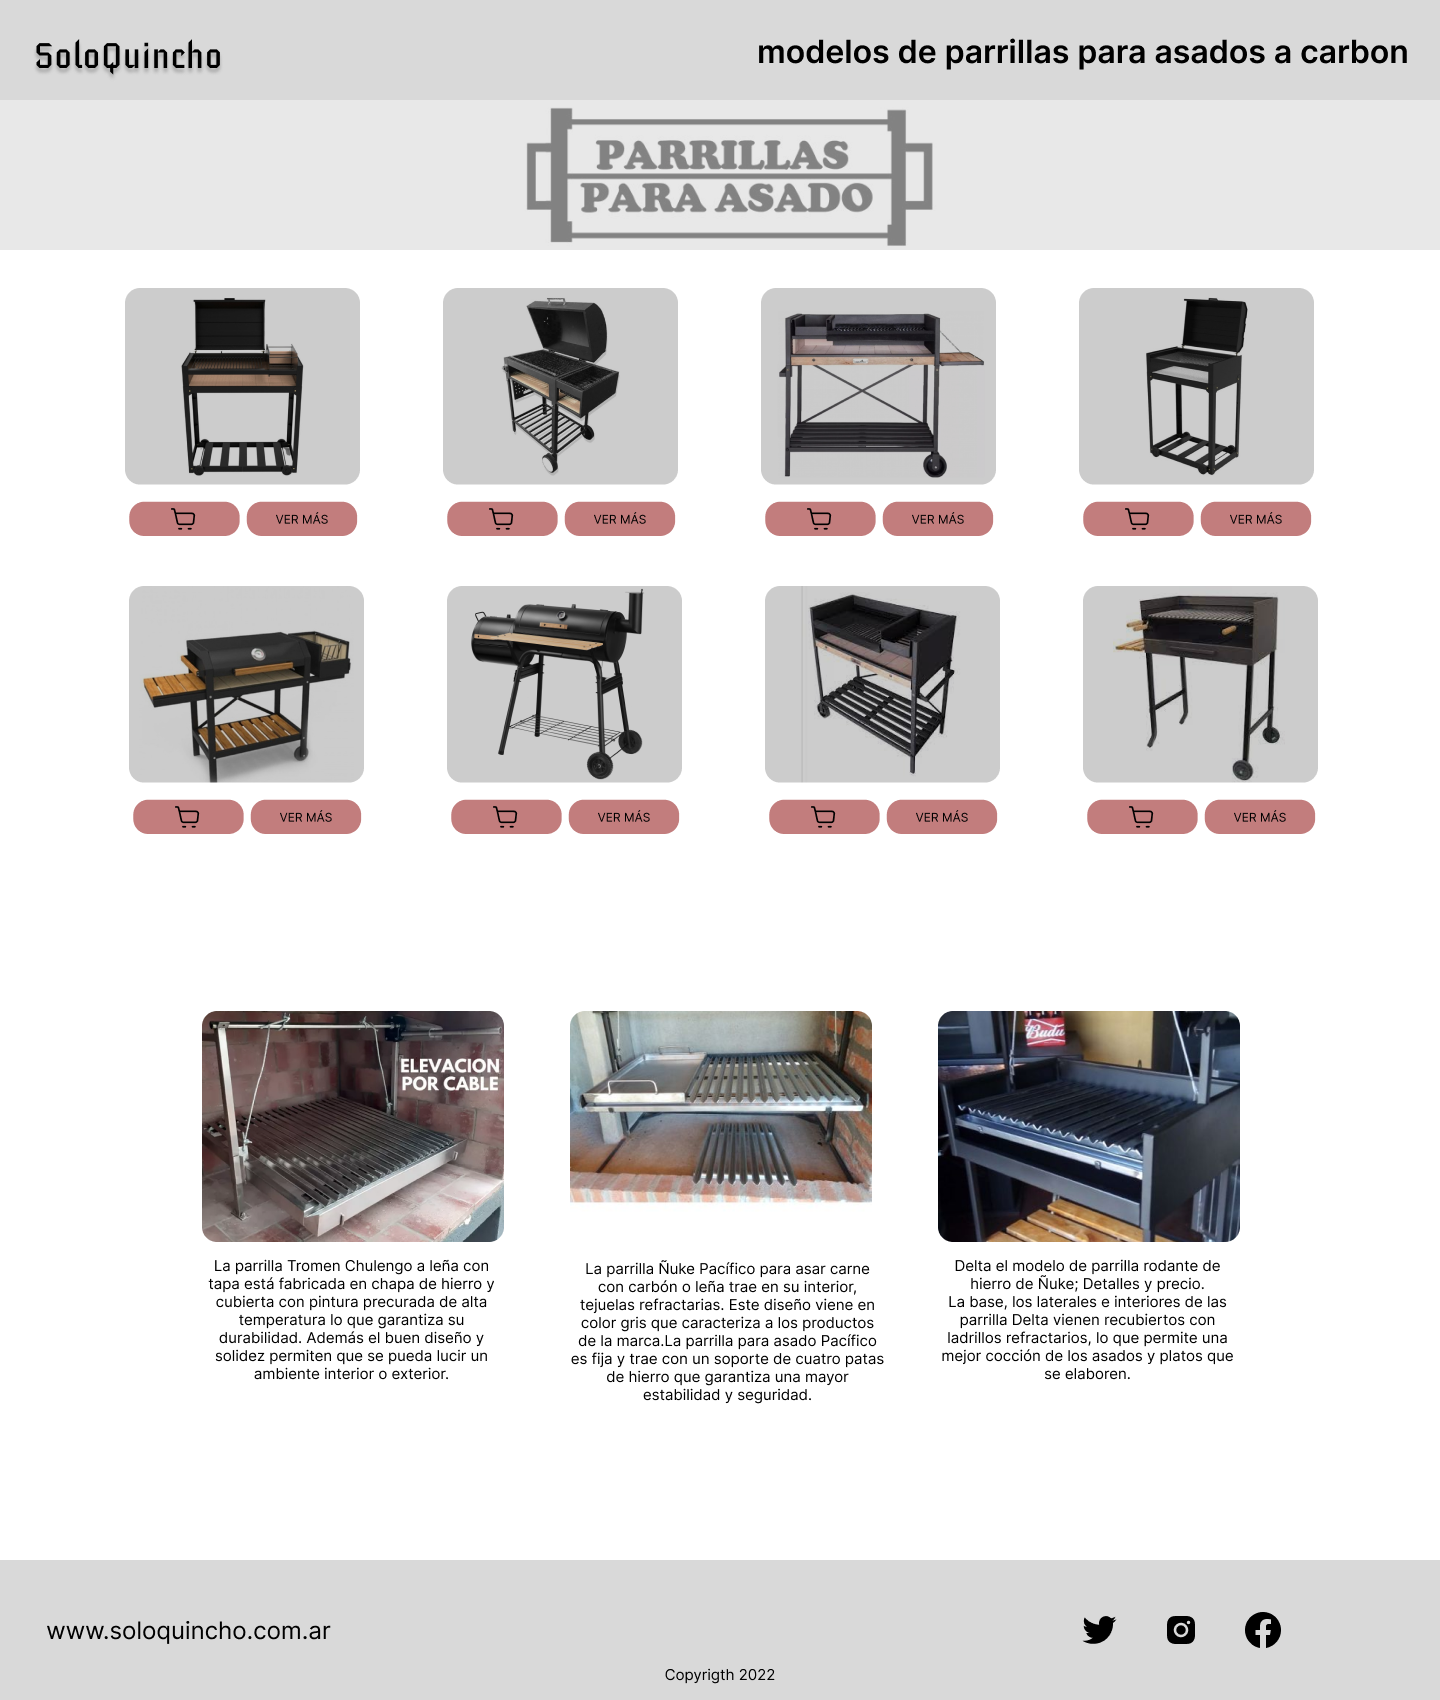 SoloQuincho
modelos de parrillas para asados a carbon
PARRILLAS
PARA ASADO
VER MÁS
VER MÁS
VER MÁS
VER MÁS
VER MÁS
VER MÁS
VER MÁS
VER MÁS
ELEVACION
POR CABLE
La parrilla Tromen Chulengo a leña con
tapa está fabricada en chapa de hierro y
cubierta con pintura precurada de alta
temperatura lo que garantiza su
durabilidad. Además el buen diseño y
solidez permiten que se pueda lucir un
ambiente interior o exterior.
La parrilla Ñuke Pacífico para asar carne
con carbón o leña trae en su interior,
tejuelas refractarias. Este diseño viene en
color gris que caracteriza a los productos
de la marca.La parrilla para asado Pacífico
es fija y trae con un soporte de cuatro patas
de hierro que garantiza una mayor
estabilidad y seguridad.
Budw
Delta el modelo de parrilla rodante de
hierro de Ñuke; Detalles y precio.
La base, los laterales e interiores de las
parrilla Delta vienen recubiertos con
ladrillos refractarios, lo que permite una
mejor cocción de los asados y platos que
se elaboren.
www.soloquincho.com.ar
Copyrigth 2022